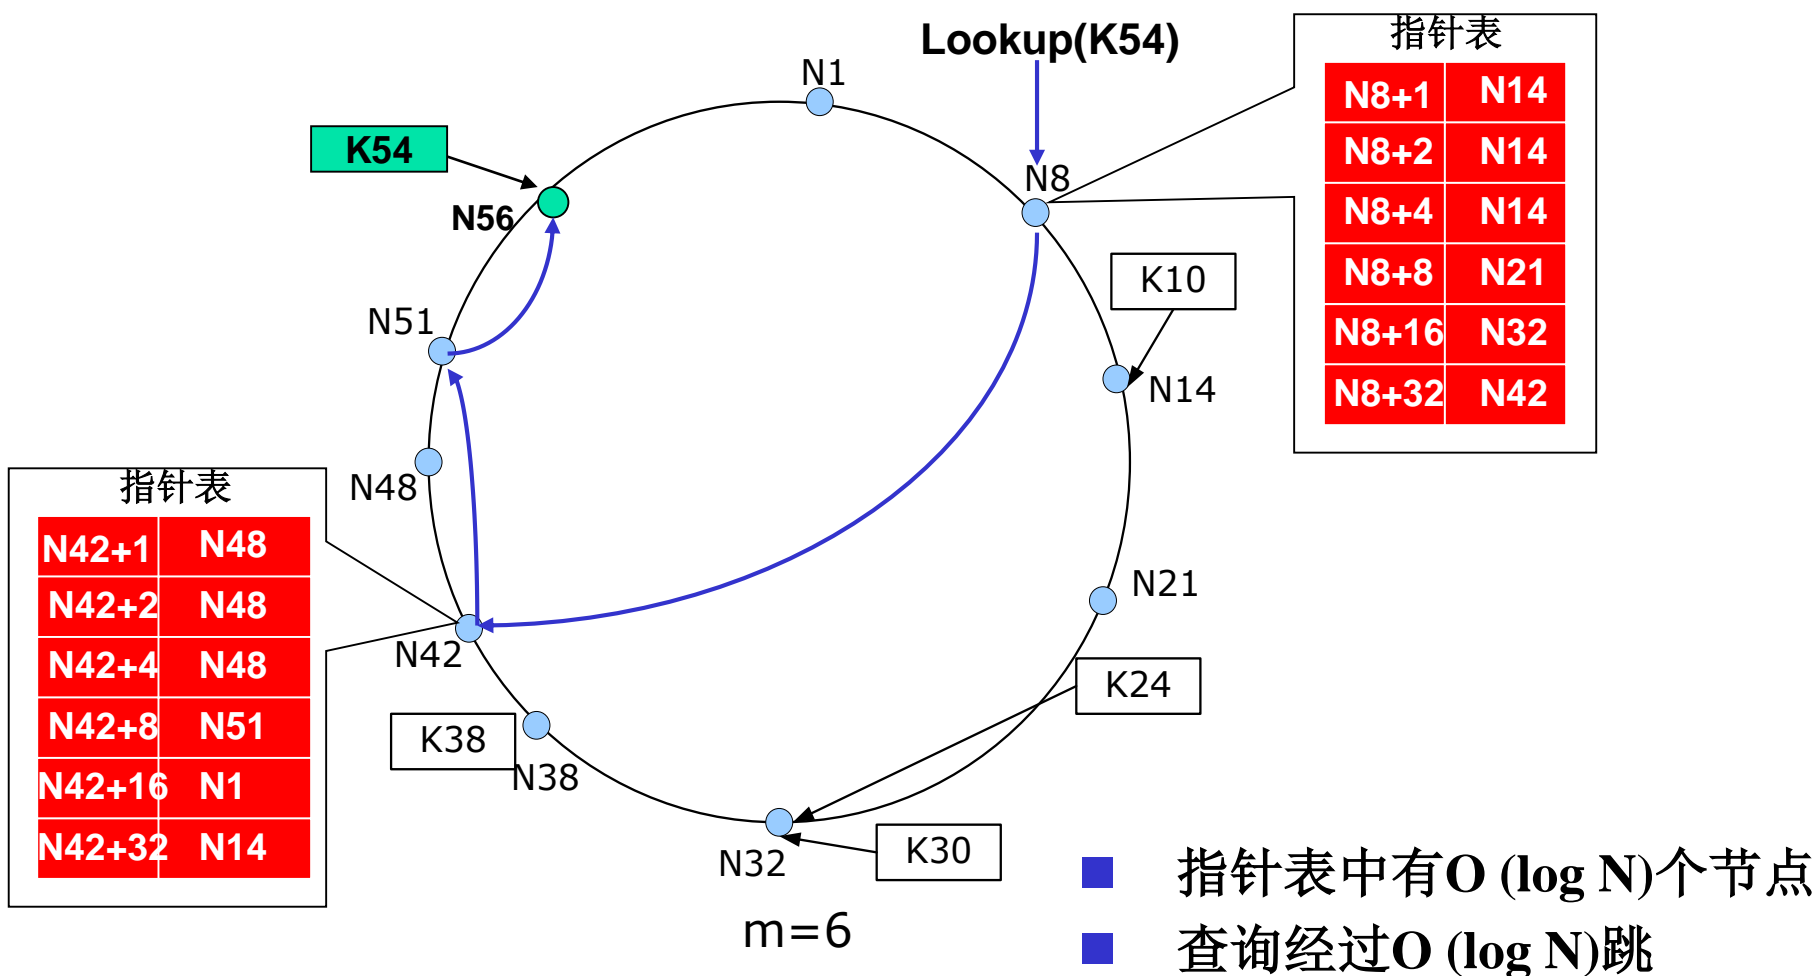 Lookup(K54)
指针表
N8+1 N14
N8+2 N14
N8+4 N14
N8+8 N21
N8+16 N32
N8+32 N42
N1
K54
N8
N56
K10
N51
N14
N48
指针表
N42+1 N48
N42+2 N48
N42+4 N48
N42+8 N51
N42+16 N1
N42+32 N14
N21
N42
K24
K38
N38
K30
N32
m=6
指针表中有O (log N)个节点
查询经过O (log N)跳